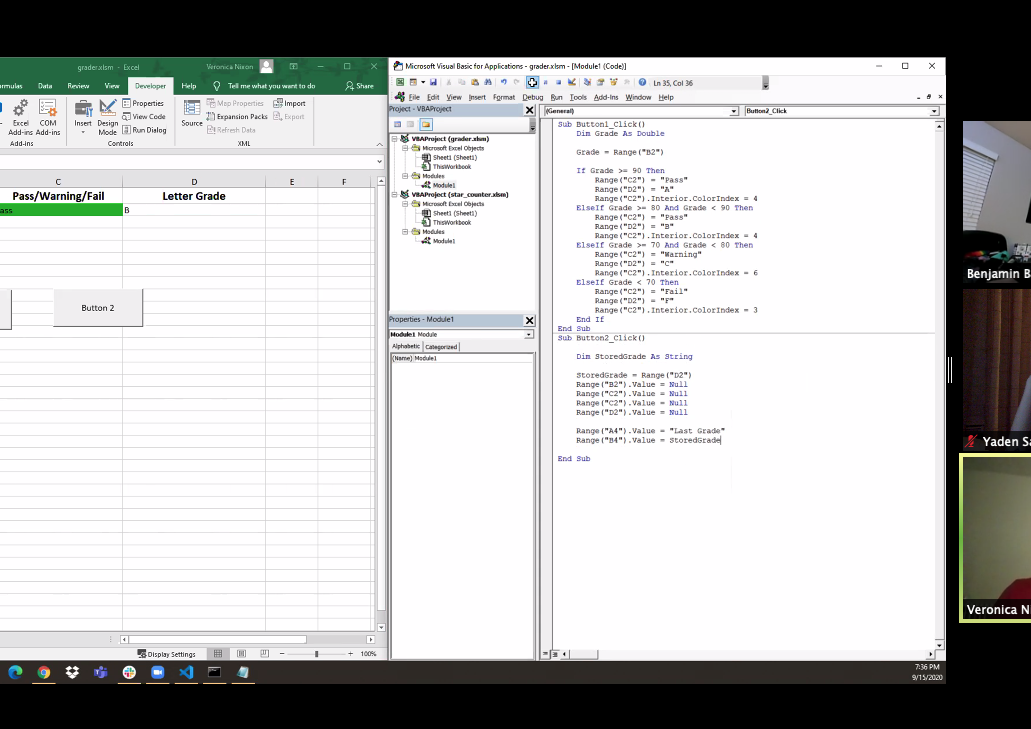 grader.xlsm - Excel
Veronica Nixon
ormulas Data Review View Developer Help Tell me what you want to do Share
Excel Add-ins
COM Add-ins
Add-ins
Insert
Design Mode
Properties
View Code
Run Dialog
Controls
Source
Map Properties
Expansion Packs
Refresh Data
Import
Export
XML
C D E F
Pass/Warning/Fail Letter Grade
ass B
Button 2
Display Settings
100%
Microsoft Visual Basic for Applications - grader.xlsm - [Module1 (Code)]
Ln 35, Col 36
File Edit View Insert Format Debug Run Tools Add-Ins Window Help
Project - VBAProject
VBAProject (grader.xlsm)
Microsoft Excel Objects
Sheet1 (Sheet1)
ThisWorkbook
Modules
Module1
VBAProject (star_counter.xlsm)
Microsoft Excel Objects
Sheet1 (Sheet1)
ThisWorkbook
Modules
Module1
Properties - Module1
Module1 Module
Alphabetic Categorized
(Name) Module1
(General) Button2_Click
Sub Button1_Click()
Dim Grade As Double
Grade = Range("B2")
If Grade >= 90 Then
Range("C2") = "Pass"
Range("D2") = "A"
Range("C2").Interior.ColorIndex = 4
ElseIf Grade >= 80 And Grade < 90 Then
Range("C2") = "Pass"
Range("D2") = "B"
Range("C2").Interior.ColorIndex = 4
ElseIf Grade >= 70 And Grade < 80 Then
Range("C2") = "Warning"
Range("D2") = "C"
Range("C2").Interior.ColorIndex = 6
ElseIf Grade < 70 Then
Range("C2") = "Fail"
Range("D2") = "F"
Range("C2").Interior.ColorIndex = 3
End If
End Sub
Sub Button2_Click()
Dim StoredGrade As String
StoredGrade = Range("D2")
Range("B2").Value = Null
Range("C2").Value = Null
Range("C2").Value = Null
Range("D2").Value = Null
Range("A4").Value = "Last Grade"
Range("B4").Value = StoredGrade
End Sub
7:36 PM
9/15/2020
Benjamin B
Yaden Sa
Veronica N